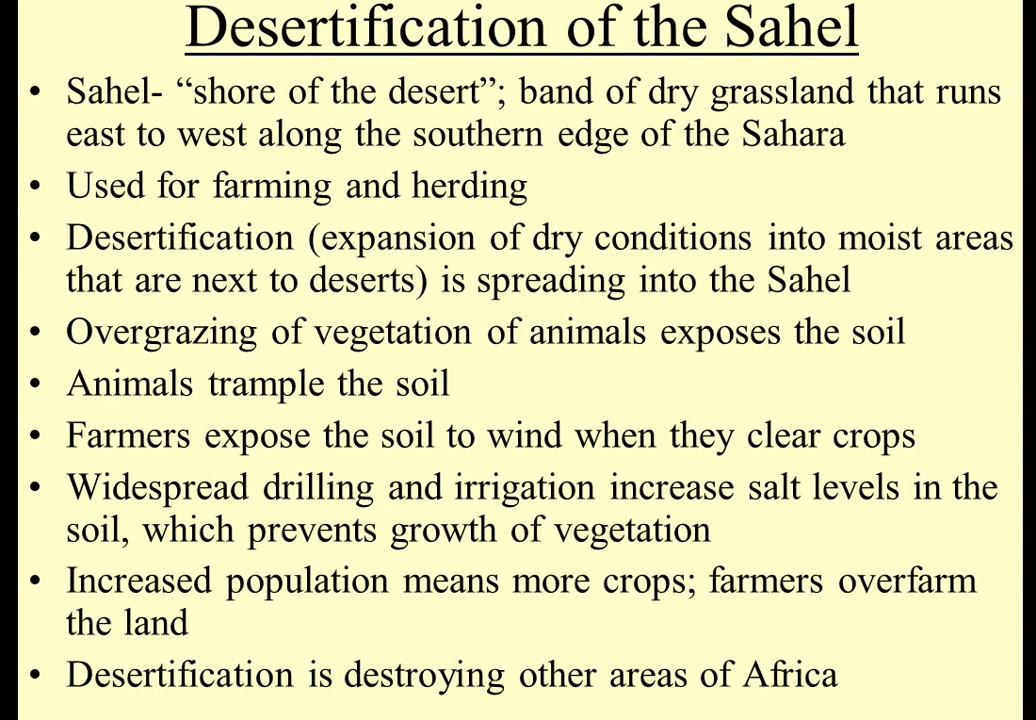 Desertification of the Sahel
• Sahel- “shore of the desert”; band of dry grassland that runs
east to west along the southern edge of the Sahara
• Used for farming and herding
• Desertification (expansion of dry conditions into moist areas
that are next to deserts) is spreading into the Sahel
• Overgrazing of vegetation of animals exposes the soil
• Animals trample the soil
• Farmers expose the soil to wind when they clear crops
• Widespread drilling and irrigation increase salt levels in the
soil, which prevents growth of vegetation
• Increased population means more crops; farmers overfarm
the land
• Desertification is destroying other areas of Africa